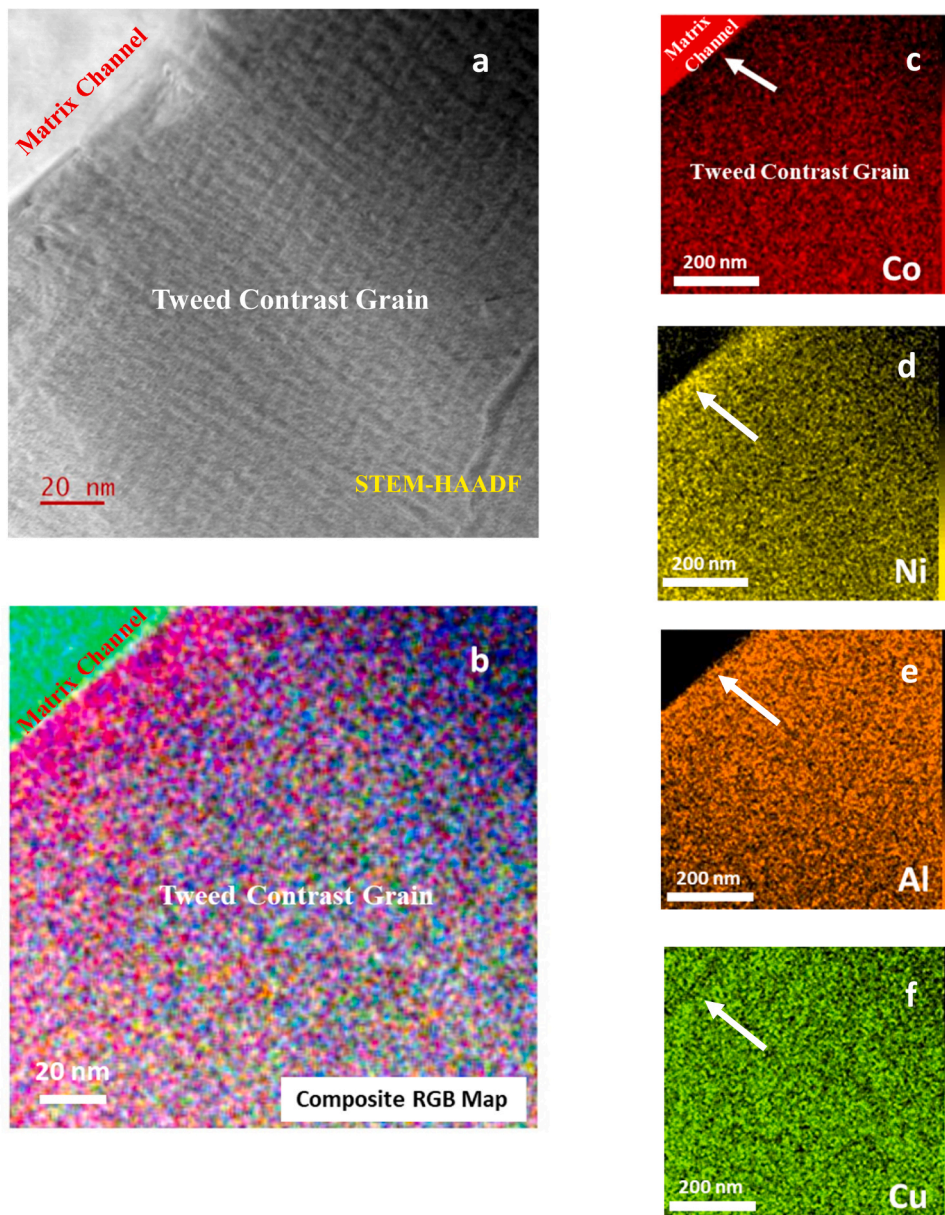 a
Matrix Channel
Tweed Contrast Grain
20 nm
STEM-HAADF
b
Matrix Channel
Tweed Contrast Grain
20 nm
Composite RGB Map
Matrix
Channel
c
Tweed Contrast Grain
200 nm
Co
d
200 nm
Ni
e
200 nm
Al
f
200 nm
Cu